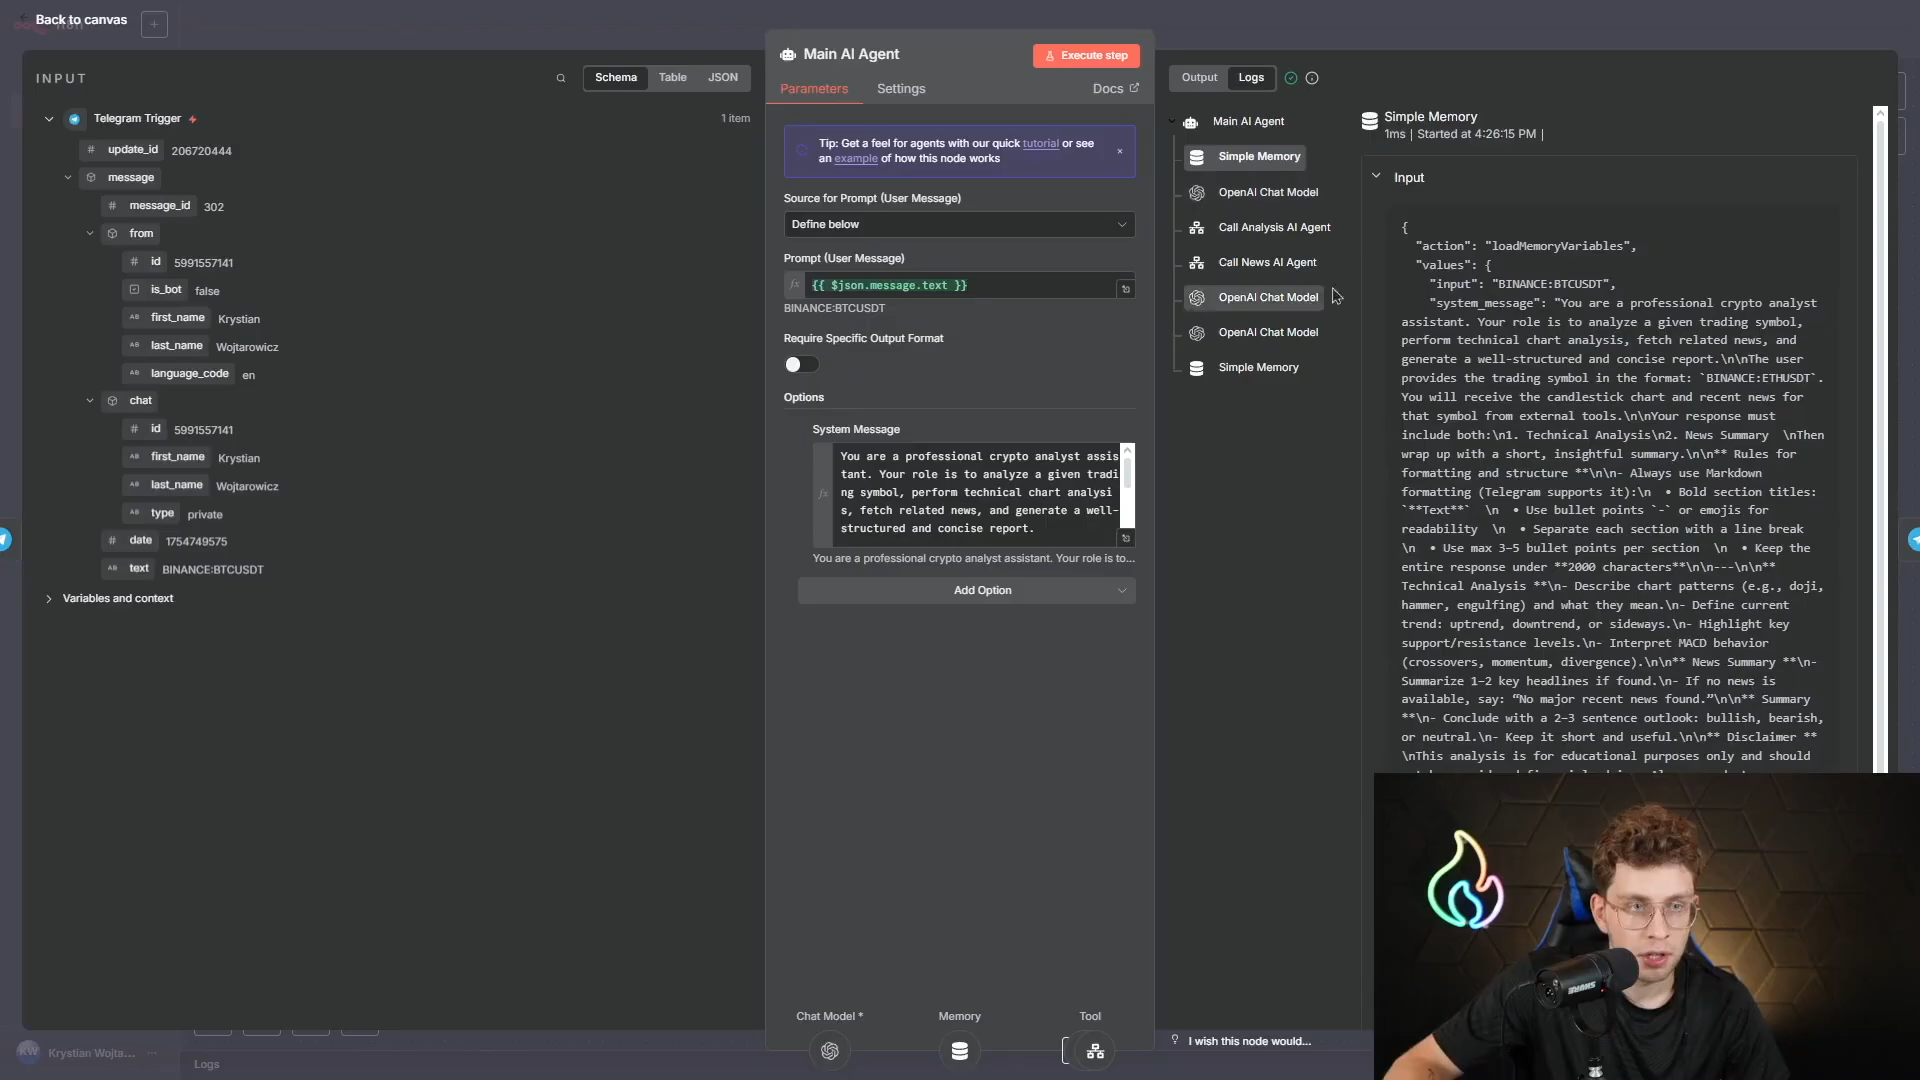 Back to canvas
INPUT
Schema
Table
JSON
Telegram Trigger
1 item
# update_id 206720444
message
# message_id 302
from
# id 5991557141
is_bot false
AB first_name Krystian
AB last_name Wojtarowicz
AB language_code en
chat
# id 5991557141
AB first_name Krystian
AB last_name Wojtarowicz
AB type private
# date 1754749575
AB text BINANCE:BTCUSDT
Variables and context
Krystian Wojta...
Logs
Main AI Agent
Execute step
Parameters
Settings
Docs
Tip: Get a feel for agents with our quick tutorial or see
an example of how this node works
Source for Prompt (User Message)
Define below
Prompt (User Message)
fx {{ $json.message.text }}
BINANCE:BTCUSDT
Require Specific Output Format
Options
System Message
fx
You are a professional crypto analyst assis
tant. Your role is to analyze a given tradi
ng symbol, perform technical chart analysi
s, fetch related news, and generate a well-
structured and concise report.
You are a professional crypto analyst assistant. Your role is to...
Add Option
Chat Model *
Memory
Tool
Output
Logs
Main AI Agent
Simple Memory
OpenAI Chat Model
Call Analysis AI Agent
Call News AI Agent
OpenAI Chat Model
OpenAI Chat Model
Simple Memory
I wish this node would...
Simple Memory
1ms | Started at 4:26:15 PM |
Input
{
"action": "loadMemoryVariables",
"values": {
"input": "BINANCE:BTCUSDT",
"system_message": "You are a professional crypto analyst
assistant. Your role is to analyze a given trading symbol,
perform technical chart analysis, fetch related news, and
generate a well-structured and concise report.\n\nThe user
provides the trading symbol in the format: `BINANCE:ETHUSDT`.
You will receive the candlestick chart and recent news for
that symbol from external tools.\n\nYour response must
include both:\n1. Technical Analysis\n2. News Summary  \nThen
wrap up with a short, insightful summary.\n\n** Rules for
formatting and structure **\n\n- Always use Markdown
formatting (Telegram supports it):\n  • Bold section titles:
`**Text**`  \n  • Use bullet points `-` or emojis for
readability  \n  • Separate each section with a line break
\n  • Use max 3–5 bullet points per section  \n  • Keep the
entire response under **2000 characters**\n\n---\n\n**
Technical Analysis **\n- Describe chart patterns (e.g., doji,
hammer, engulfing) and what they mean.\n- Define current
trend: uptrend, downtrend, or sideways.\n- Highlight key
support/resistance levels.\n- Interpret MACD behavior
(crossovers, momentum, divergence).\n\n** News Summary **\n-
Summarize 1–2 key headlines if found.\n- If no news is
available, say: “No major recent news found.”\n\n** Summary
**\n- Conclude with a 2–3 sentence outlook: bullish, bearish,
or neutral.\n- Keep it short and useful.\n\n** Disclaimer **
\nThis analysis is for educational purposes only and should
SHURE